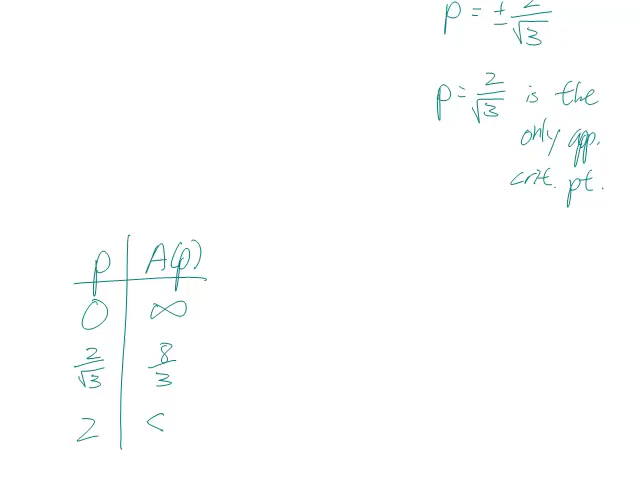 p = ± 2/√3
p = 2/√3 is the
only app.
crit. pt.
p | A(p)
0 | ∞
2/√3 | 8/3
2 | <